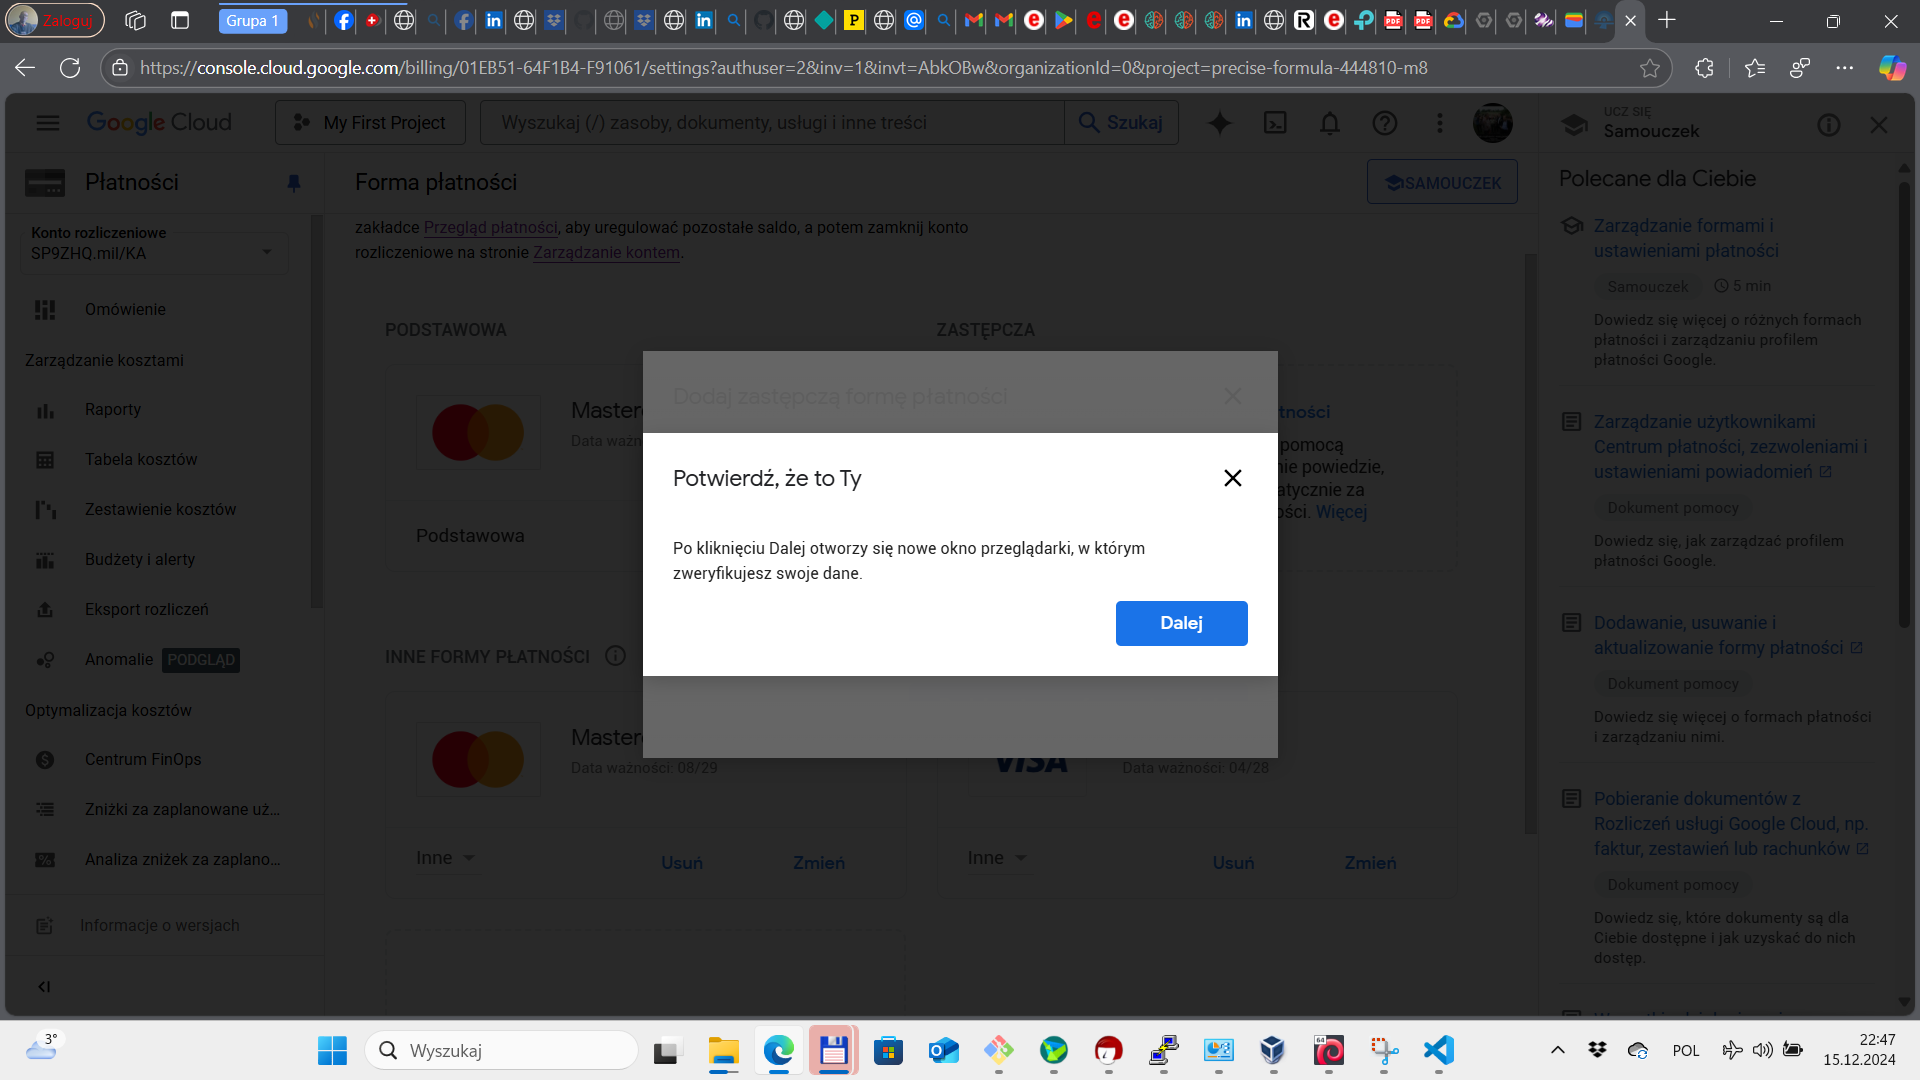 Zaloguj
Grupa 1
https://console.cloud.google.com/billing/01EB51-64F1B4-F91061/settings?authuser=2&inv=1&invt=AbkOBw&organizationId=0&project=precise-formula-444810-m8
Google Cloud
My First Project
Wyszukaj (/) zasoby, dokumenty, usługi i inne treści
Szukaj
UCZ SIĘ
Samouczek
Płatności
Forma płatności
SAMOUCZEK
Polecane dla Ciebie
Konto rozliczeniowe
SP9ZHQ.mil/KA
zakładce Przegląd płatności, aby uregulować pozostałe saldo, a potem zamknij konto
rozliczeniowe na stronie Zarządzanie kontem.
Omówienie
Zarządzanie kosztami
Raporty
Tabela kosztów
Zestawienie kosztów
Budżety i alerty
Eksport rozliczeń
Anomalie PODGLĄD
Optymalizacja kosztów
Centrum FinOps
Zniżki za zaplanowane uż...
Analiza zniżek za zaplano...
Informacje o wersjach
PODSTAWOWA
ZASTĘPCZA
Master
Data ważn
Podstawowa
tności
pomocą
nie powiedzie,
atycznie za
ości. Więcej
Dodaj zastępczą formę płatności
Potwierdź, że to Ty
Po kliknięciu Dalej otworzy się nowe okno przeglądarki, w którym
zweryfikujesz swoje dane.
Dalej
INNE FORMY PŁATNOŚCI
Master
Data ważności: 08/29
Inne
Usuń
Zmień
VISA
Data ważności: 04/28
Inne
Usuń
Zmień
Zarządzanie formami i
ustawieniami płatności
Samouczek
5 min
Dowiedz się więcej o różnych formach
płatności i zarządzaniu profilem
płatności Google.
Zarządzanie użytkownikami
Centrum płatności, zezwoleniami i
ustawieniami powiadomień
Dokument pomocy
Dowiedz się, jak zarządzać profilem
płatności Google.
Dodawanie, usuwanie i
aktualizowanie formy płatności
Dokument pomocy
Dowiedz się więcej o formach płatności
i zarządzaniu nimi.
Pobieranie dokumentów z
Rozliczeń usługi Google Cloud, np.
faktur, zestawień lub rachunków
Dokument pomocy
Dowiedz się, które dokumenty są dla
Ciebie dostępne i jak uzyskać do nich
dostęp.
3°
Wyszukaj
POL
22:47
15.12.2024